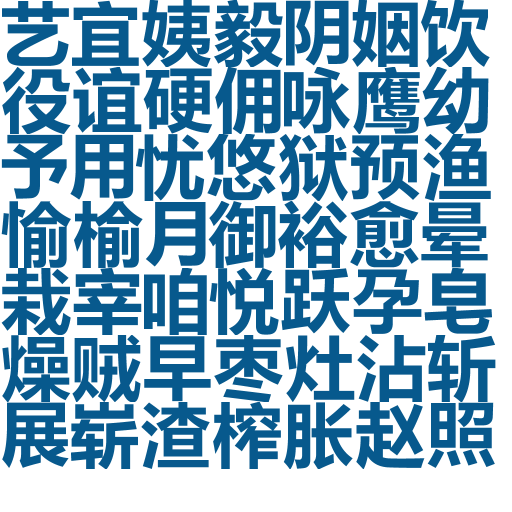 艺宜姨毅阴姻饮
役谊硬佣咏鹰幼
予用忧悠狱预渔
愉榆月御裕愈晕
栽宰咱悦跃孕皂
燥贼早枣灶沾斩
展崭渣榨胀赵照